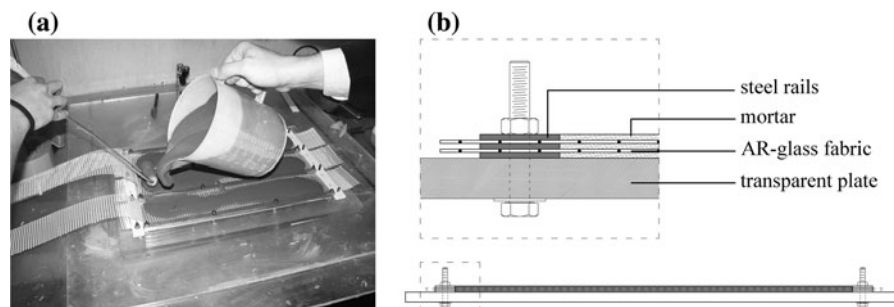 (a)
(b)
steel rails
mortar
AR-glass fabric
transparent plate